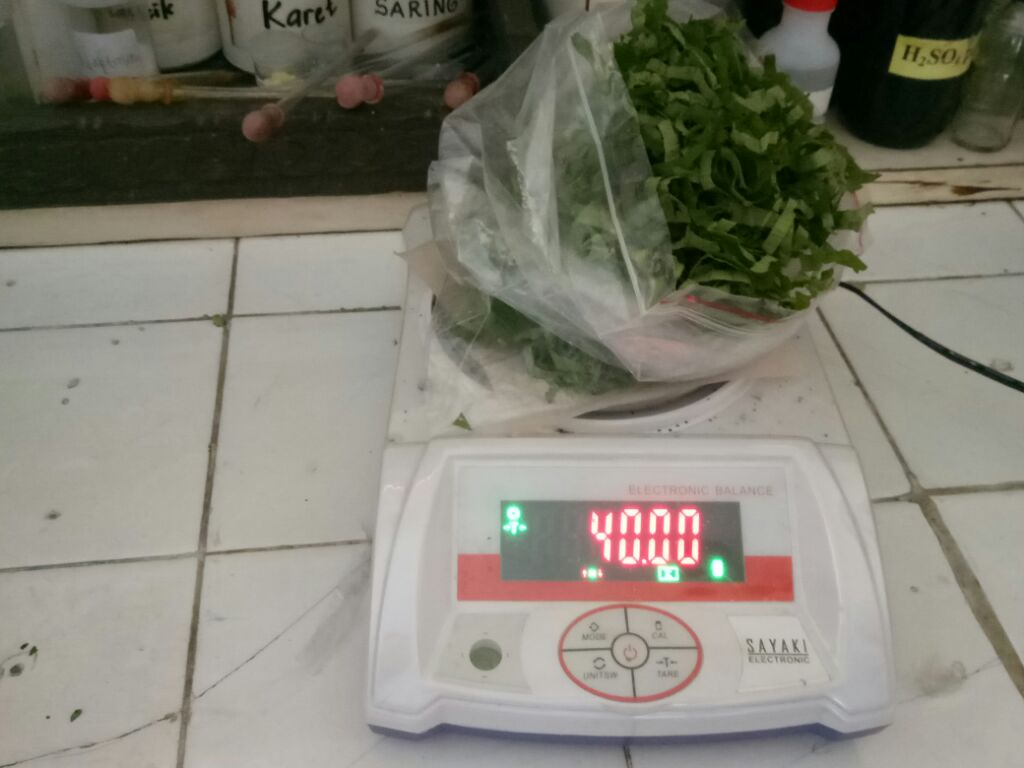 Karet
SARING
H₂SO₄
ELECTRONIC BALANCE
40.00
g
MODE
CAL
UNITSW
TARE
SAYAKI
ELECTRONIC